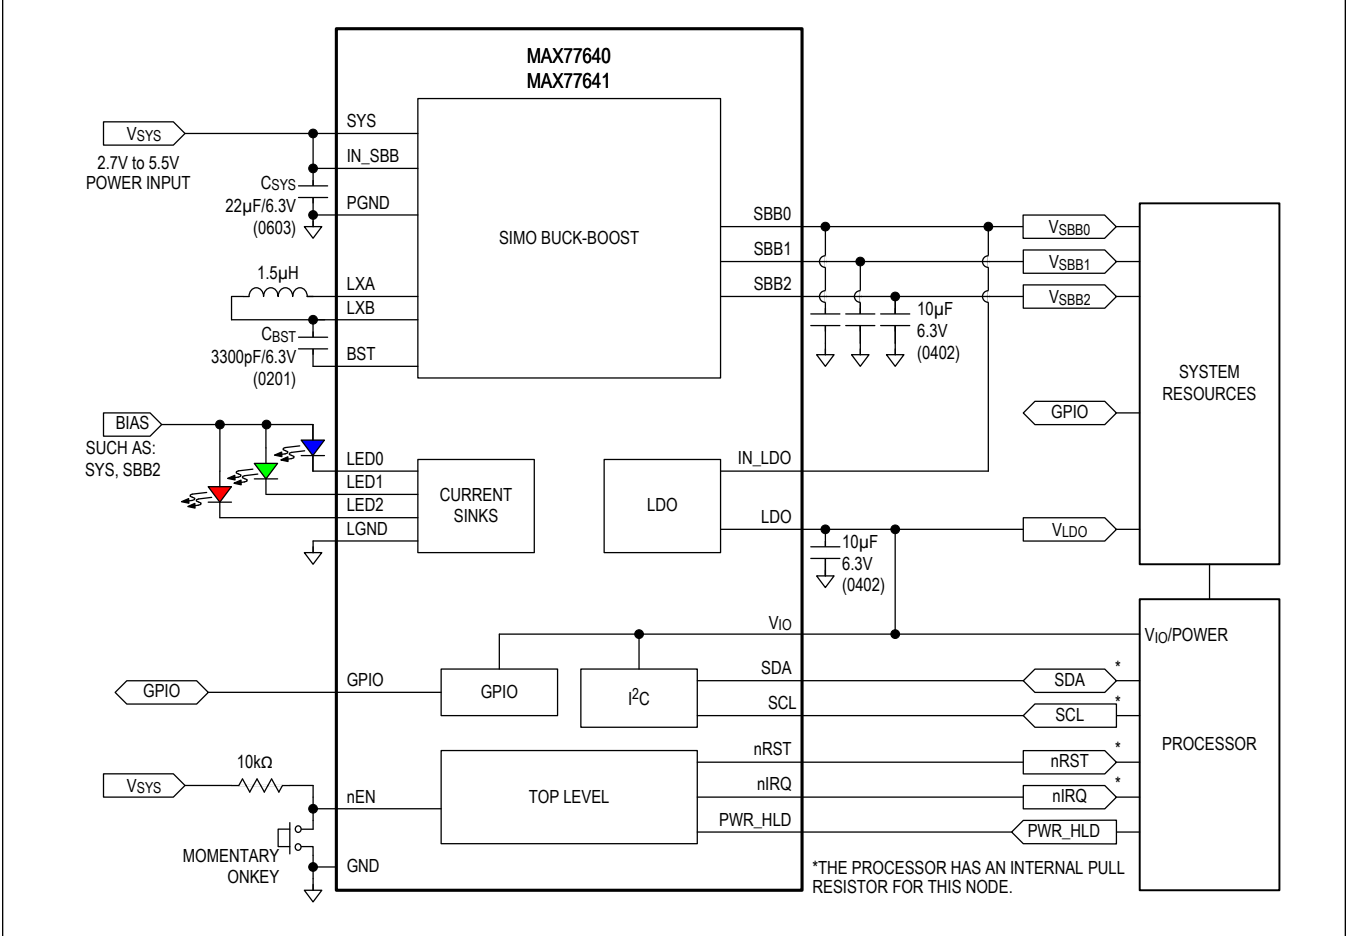 MAX77640
MAX77641
SYS
VSYS
2.7V to 5.5V
POWER INPUT
IN_SBB
CSYS
22µF/6.3V
(0603)
PGND
SIMO BUCK-BOOST
SBB0
SBB1
SBB2
VSBB0
VSBB1
VSBB2
10µF
6.3V
(0402)
1.5µH
LXA
LXB
CBST
3300pF/6.3V
(0201)
BST
SYSTEM
RESOURCES
GPIO
BIAS
SUCH AS:
SYS, SBB2
LED0
LED1
LED2
LGND
CURRENT
SINKS
LDO
IN_LDO
LDO
VLDO
10µF
6.3V
(0402)
VIO
VIO/POWER
GPIO
GPIO
GPIO
I2C
SDA
SCL
SDA
*
SCL
*
PROCESSOR
nRST
nIRQ
PWR_HLD
nRST
*
nIRQ
*
PWR_HLD
10kΩ
VSYS
nEN
TOP LEVEL
MOMENTARY
ONKEY
GND
*THE PROCESSOR HAS AN INTERNAL PULL
RESISTOR FOR THIS NODE.